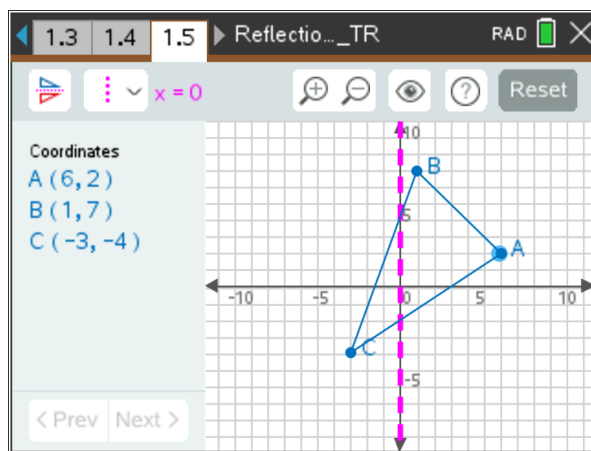 1.3 1.4 1.5 Reflectio..._TR RAD
x = 0 Reset
Coordinates
A (6, 2)
B (1, 7)
C (-3, -4)
< Prev Next >
10
B
5
A
-10 -5 0 5 10
C
-5